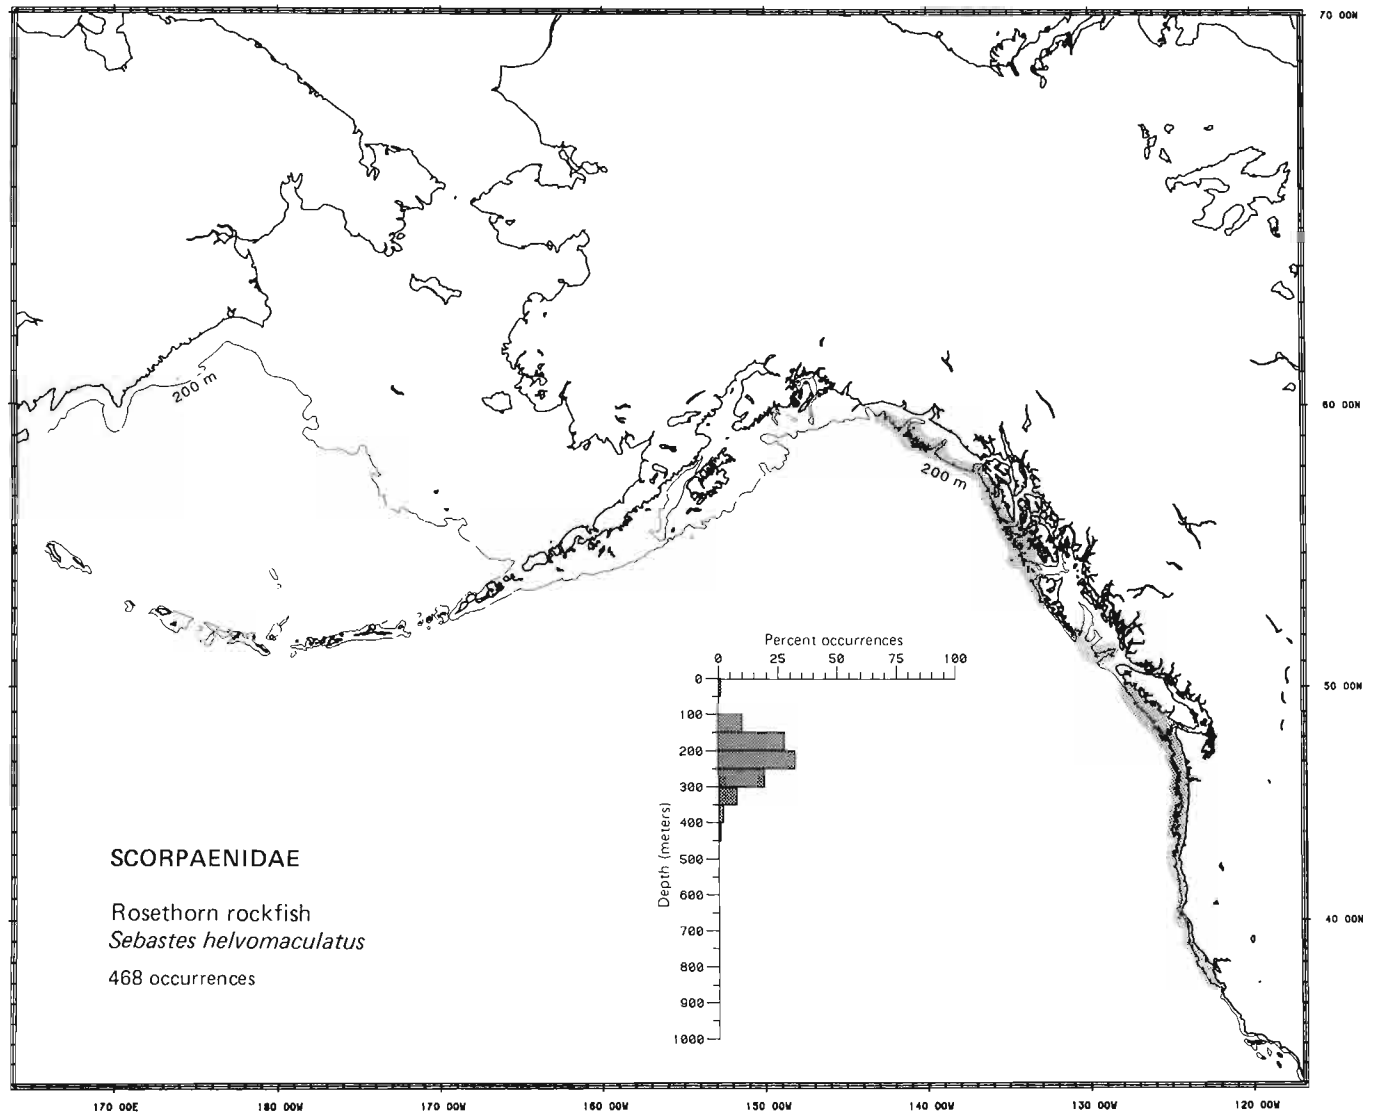 70 00N
200 m
60 00N
200 m
Percent occurrences
0 25 50 75 100
50 00N
0
100
200
300
400
500
600
700
800
900
1000
Depth (meters)
40 00N
SCORPAENIDAE
Rosethorn rockfish
Sebastes helvomaculatus
468 occurrences
170 00E 180 00W 170 00W 160 00W 150 00W 140 00W 130 00W 120 00W